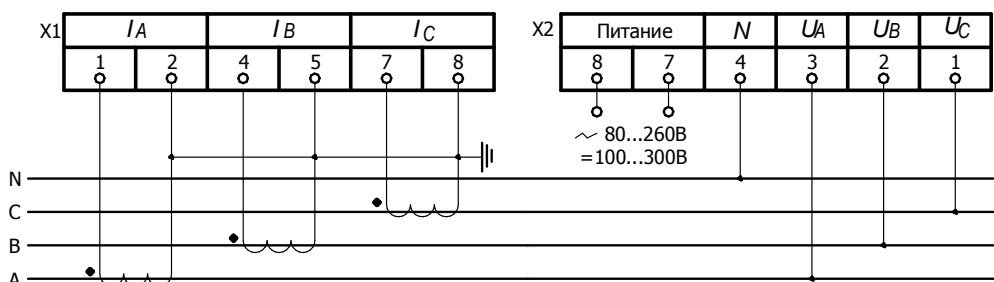 X1 IA IB IC X2 Питание N UA UB UC
1 2 4 5 7 8 8 7 4 3 2 1
~ 80...260В
=100...300В
N
C
B
A